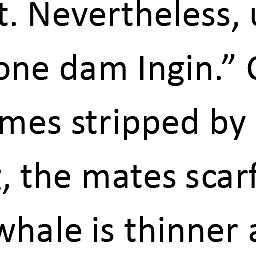 t. Nevertheless, u
one dam Ingin.” G
mes stripped by
, the mates scarf
whale is thinner a